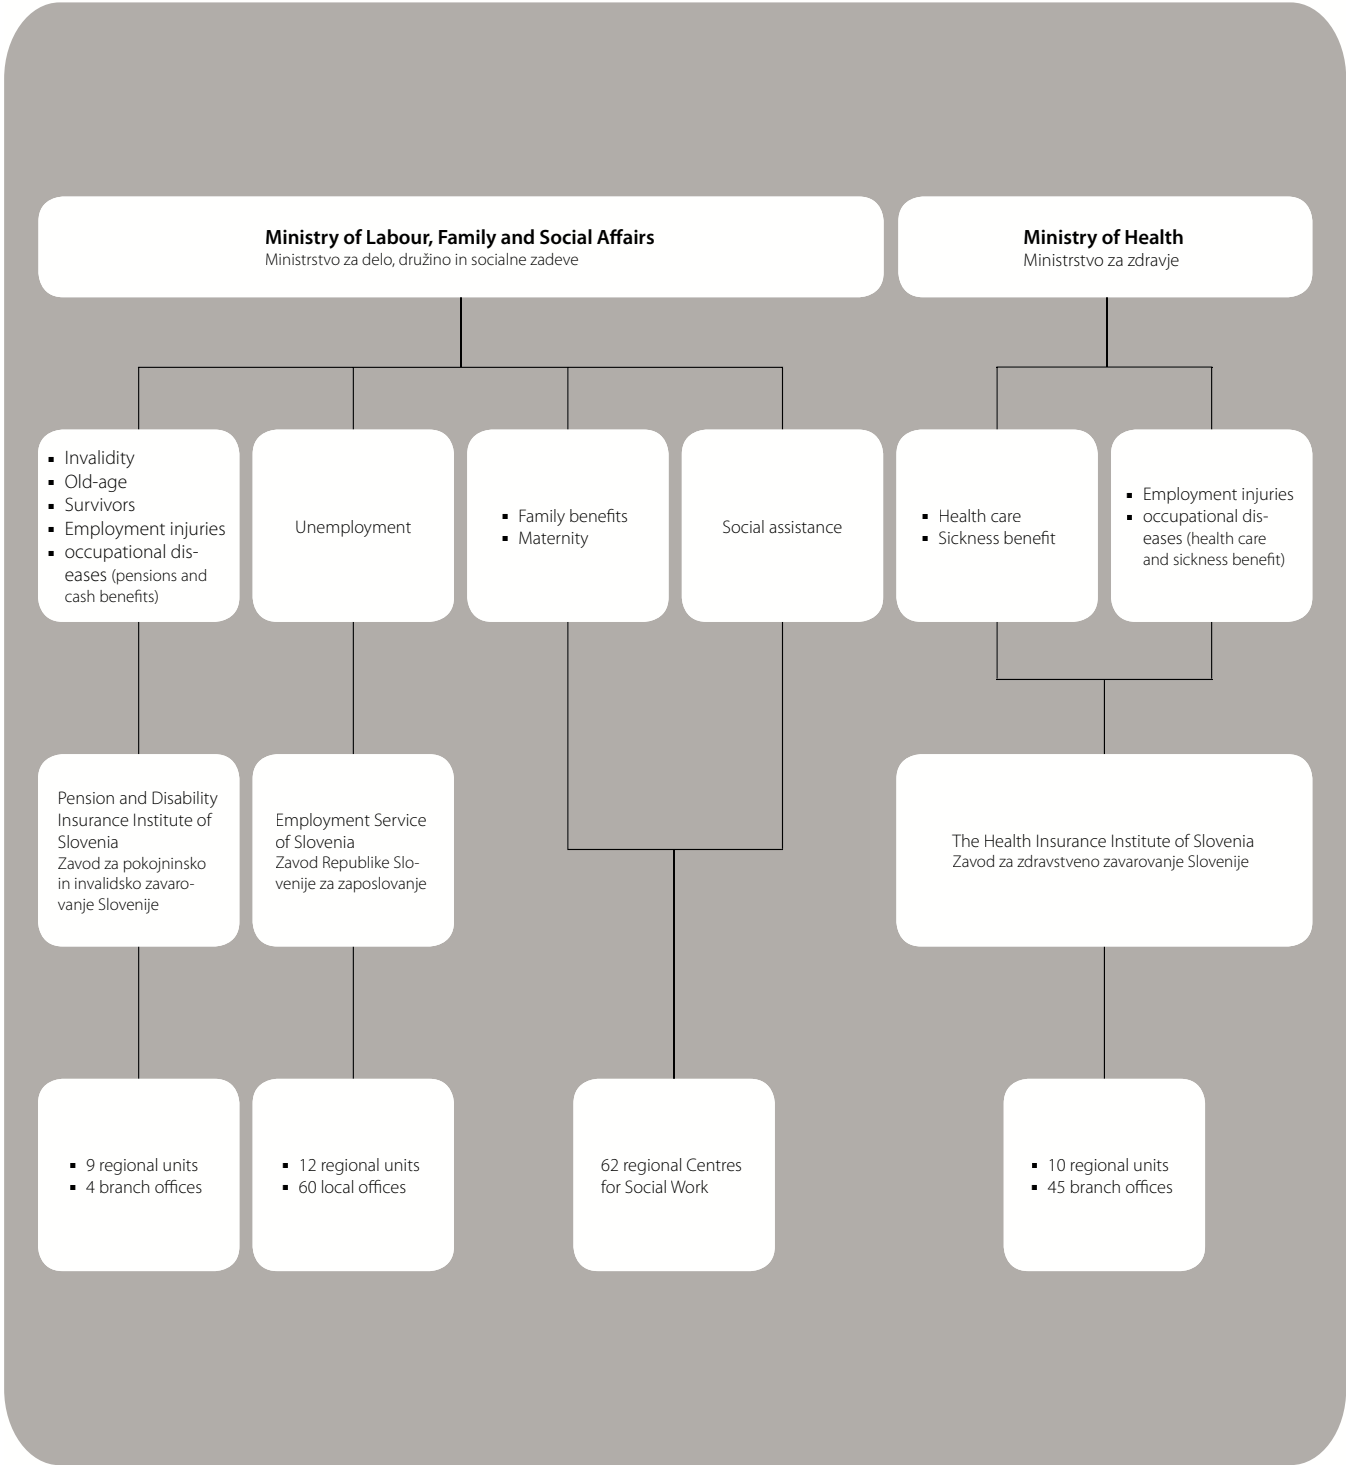 Ministry of Labour, Family and Social Affairs
Ministrstvo za delo, družino in socialne zadeve
Ministry of Health
Ministrstvo za zdravje
▪ Invalidity
▪ Old-age
▪ Survivors
▪ Employment injuries
▪ occupational dis-
eases (pensions and
cash benefits)
Unemployment
▪ Family benefits
▪ Maternity
Social assistance
▪ Health care
▪ Sickness benefit
▪ Employment injuries
▪ occupational dis-
eases (health care
and sickness benefit)
Pension and Disability
Insurance Institute of
Slovenia
Zavod za pokojninsko
in invalidsko zavaro-
vanje Slovenije
Employment Service
of Slovenia
Zavod Republike Slo-
venije za zaposlovanje
The Health Insurance Institute of Slovenia
Zavod za zdravstveno zavarovanje Slovenije
▪ 9 regional units
▪ 4 branch offices
▪ 12 regional units
▪ 60 local offices
62 regional Centres
for Social Work
▪ 10 regional units
▪ 45 branch offices